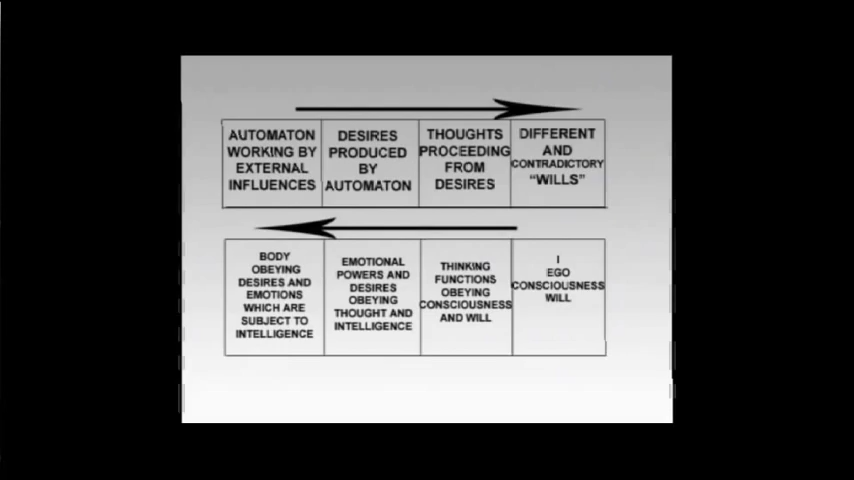 AUTOMATON
WORKING BY
EXTERNAL
INFLUENCES
DESIRES
PRODUCED
BY
AUTOMATON
THOUGHTS
PROCEEDING
FROM
DESIRES
DIFFERENT
AND
CONTRADICTORY
“WILLS”
BODY
OBEYING
DESIRES AND
EMOTIONS
WHICH ARE
SUBJECT TO
INTELLIGENCE
EMOTIONAL
POWERS AND
DESIRES
OBEYING
THOUGHT AND
INTELLIGENCE
THINKING
FUNCTIONS
OBEYING
CONSCIOUSNESS
AND WILL
I
EGO
CONSCIOUSNESS
WILL